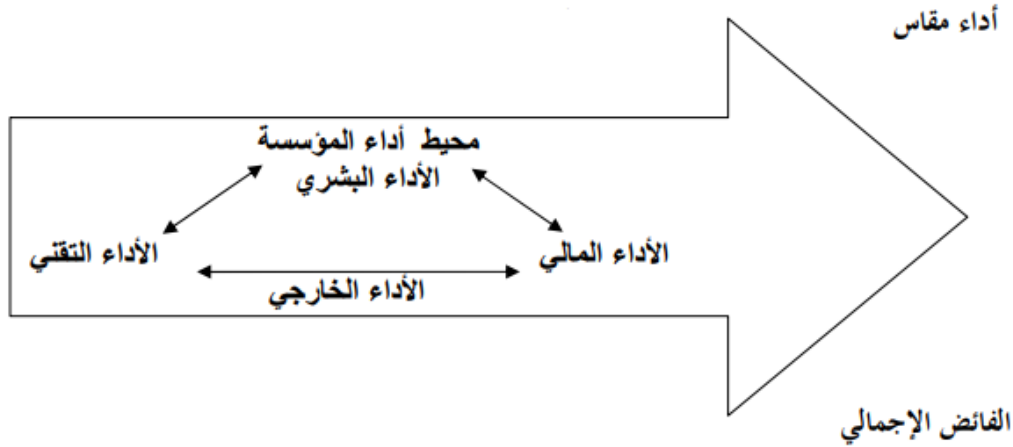 أداء مقاس
محيط أداء المؤسسة
الأداء البشري
الأداء المالي
الأداء التقني
الأداء الخارجي
الفائض الإجمالي